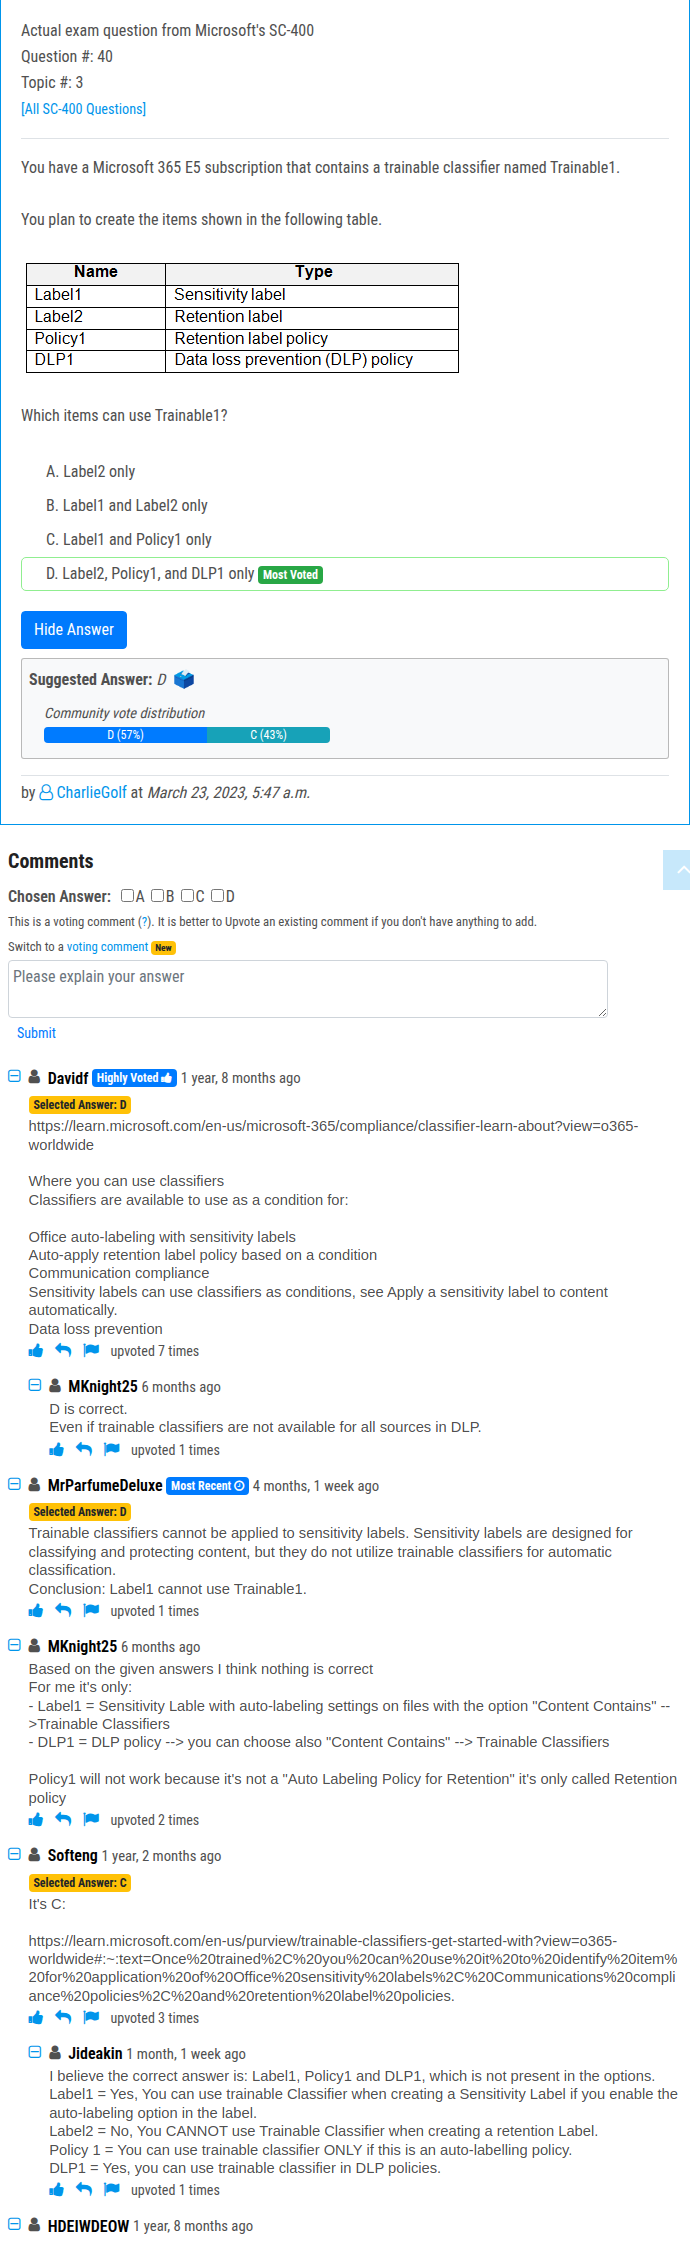 Actual exam question from Microsoft's SC-400
Question #: 40
Topic #: 3
[All SC-400 Questions]
You have a Microsoft 365 E5 subscription that contains a trainable classifier named Trainable1.
You plan to create the items shown in the following table.
Name Type
Label1 Sensitivity label
Label2 Retention label
Policy1 Retention label policy
DLP1 Data loss prevention (DLP) policy
Which items can use Trainable1?
A. Label2 only
B. Label1 and Label2 only
C. Label1 and Policy1 only
D. Label2, Policy1, and DLP1 only Most Voted
Hide Answer
Suggested Answer: D
Community vote distribution
D (57%) C (43%)
by CharlieGolf at March 23, 2023, 5:47 a.m.
Comments
Chosen Answer: A B C D
This is a voting comment (?). It is better to Upvote an existing comment if you don't have anything to add.
Switch to a voting comment New
Please explain your answer
Submit
Davidf Highly Voted 1 year, 8 months ago
Selected Answer: D
https://learn.microsoft.com/en-us/microsoft-365/compliance/classifier-learn-about?view=o365-
worldwide
Where you can use classifiers
Classifiers are available to use as a condition for:
Office auto-labeling with sensitivity labels
Auto-apply retention label policy based on a condition
Communication compliance
Sensitivity labels can use classifiers as conditions, see Apply a sensitivity label to content
automatically.
Data loss prevention
upvoted 7 times
MKnight25 6 months ago
D is correct.
Even if trainable classifiers are not available for all sources in DLP.
upvoted 1 times
MrParfumeDeluxe Most Recent 4 months, 1 week ago
Selected Answer: D
Trainable classifiers cannot be applied to sensitivity labels. Sensitivity labels are designed for
classifying and protecting content, but they do not utilize trainable classifiers for automatic
classification.
Conclusion: Label1 cannot use Trainable1.
upvoted 1 times
MKnight25 6 months ago
Based on the given answers I think nothing is correct
For me it's only:
- Label1 = Sensitivity Lable with auto-labeling settings on files with the option "Content Contains" --
>Trainable Classifiers
- DLP1 = DLP policy --> you can choose also "Content Contains" --> Trainable Classifiers
Policy1 will not work because it's not a "Auto Labeling Policy for Retention" it's only called Retention
policy
upvoted 2 times
Softeng 1 year, 2 months ago
Selected Answer: C
It's C:
https://learn.microsoft.com/en-us/purview/trainable-classifiers-get-started-with?view=o365-
worldwide#:~:text=Once%20trained%2C%20you%20can%20use%20it%20to%20identify%20item%
20for%20application%20of%20Office%20sensitivity%20labels%2C%20Communications%20compli
ance%20policies%2C%20and%20retention%20label%20policies.
upvoted 3 times
Jideakin 1 month, 1 week ago
I believe the correct answer is: Label1, Policy1 and DLP1, which is not present in the options.
Label1 = Yes, You can use trainable Classifier when creating a Sensitivity Label if you enable the
auto-labeling option in the label.
Label2 = No, You CANNOT use Trainable Classifier when creating a retention Label.
Policy 1 = You can use trainable classifier ONLY if this is an auto-labelling policy.
DLP1 = Yes, you can use trainable classifier in DLP policies.
upvoted 1 times
HDEIWDEOW 1 year, 8 months ago